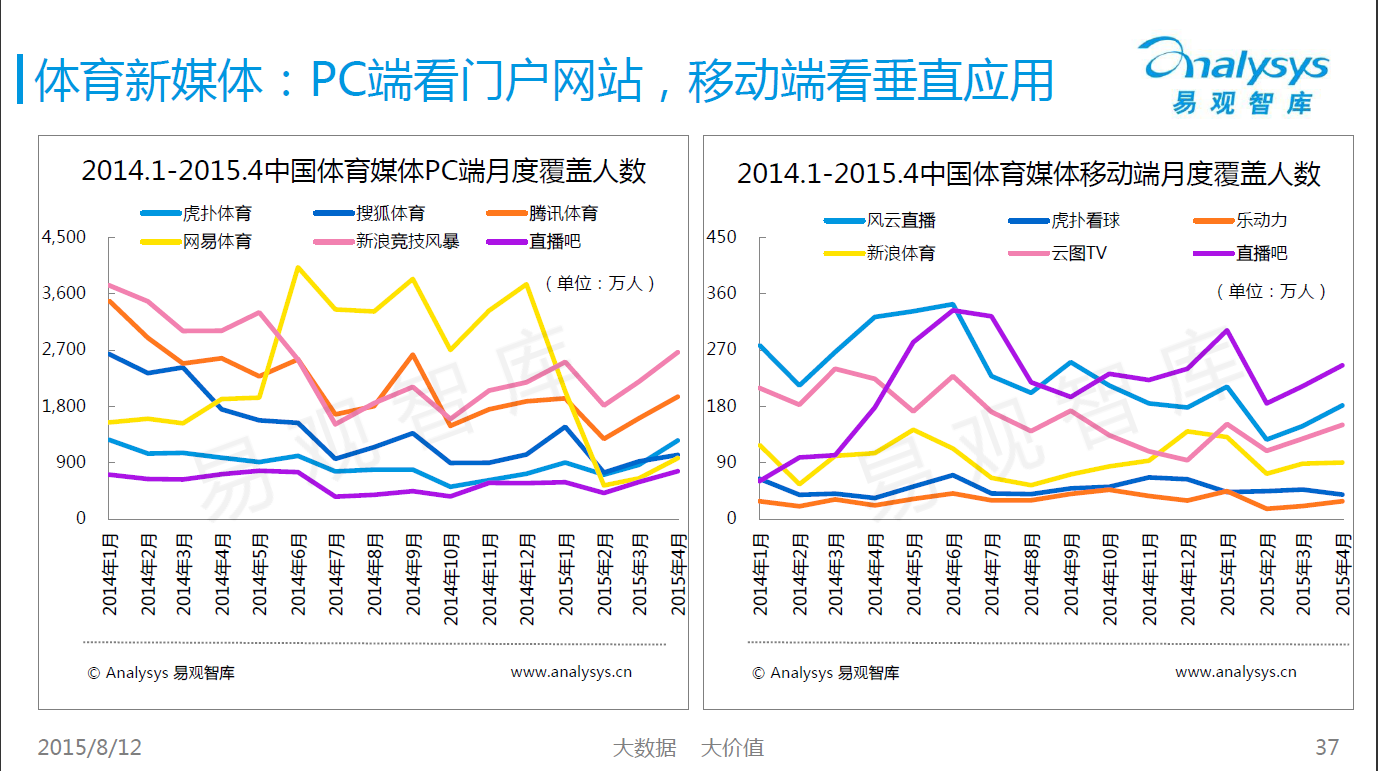 体育新媒体：PC端看门户网站，移动端看垂直应用
analysys
易观智库
2014.1-2015.4中国体育媒体PC端月度覆盖人数
虎扑体育 搜狐体育 腾讯体育
网易体育 新浪竞技风暴 直播吧
（单位：万人）
4,500
3,600
2,700
1,800
900
0
易观智库
2014年1月
2014年2月
2014年3月
2014年4月
2014年5月
2014年6月
2014年7月
2014年8月
2014年9月
2014年10月
2014年11月
2014年12月
2015年1月
2015年2月
2015年3月
2015年4月
© Analysys 易观智库 www.analysys.cn
2014.1-2015.4中国体育媒体移动端月度覆盖人数
风云直播 虎扑看球 乐动力
新浪体育 云图TV 直播吧
（单位：万人）
450
360
270
180
90
0
易观智库
2014年1月
2014年2月
2014年3月
2014年4月
2014年5月
2014年6月
2014年7月
2014年8月
2014年9月
2014年10月
2014年11月
2014年12月
2015年1月
2015年2月
2015年3月
2015年4月
© Analysys 易观智库 www.analysys.cn
2015/8/12 大数据 大价值 37